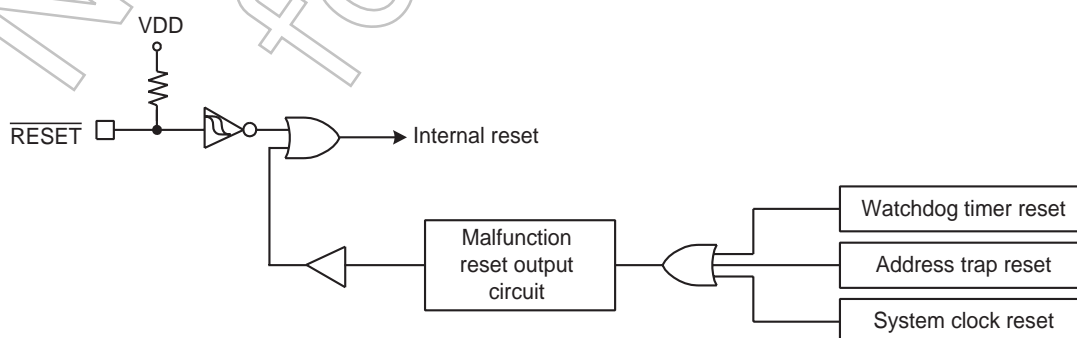 VDD
RESET
Internal reset
Watchdog timer reset
Malfunction
reset output
circuit
Address trap reset
System clock reset